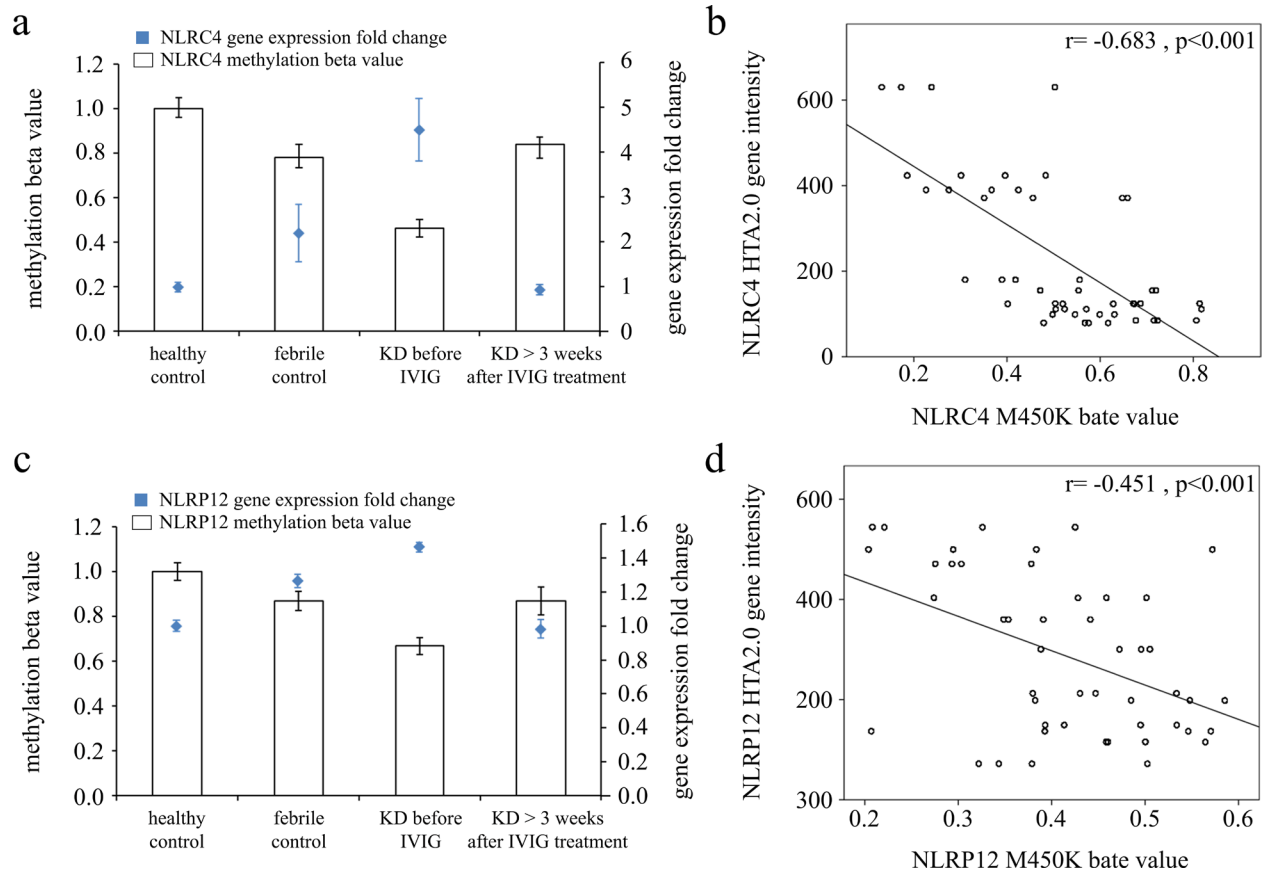 a
NLRC4 gene expression fold change
NLRC4 methylation beta value
methylation beta value
1.2
1.0
0.8
0.6
0.4
0.2
0.0
6
5
4
3
2
1
0
gene expression fold change
healthy control
febrile control
KD before IVIG
KD > 3 weeks after IVIG treatment
b
r= -0.683 , p<0.001
NLRC4 HTA2.0 gene intensity
600
400
200
0
0.2 0.4 0.6 0.8
NLRC4 M450K bate value
c
NLRP12 gene expression fold change
NLRP12 methylation beta value
methylation beta value
1.2
1.0
0.8
0.6
0.4
0.2
0.0
1.6
1.4
1.2
1.0
0.8
0.6
0.4
0.2
0.0
gene expression fold change
healthy control
febrile control
KD before IVIG
KD > 3 weeks after IVIG treatment
d
r= -0.451 , p<0.001
NLRP12 HTA2.0 gene intensity
600
400
200
300
0.2 0.3 0.4 0.5 0.6
NLRP12 M450K bate value